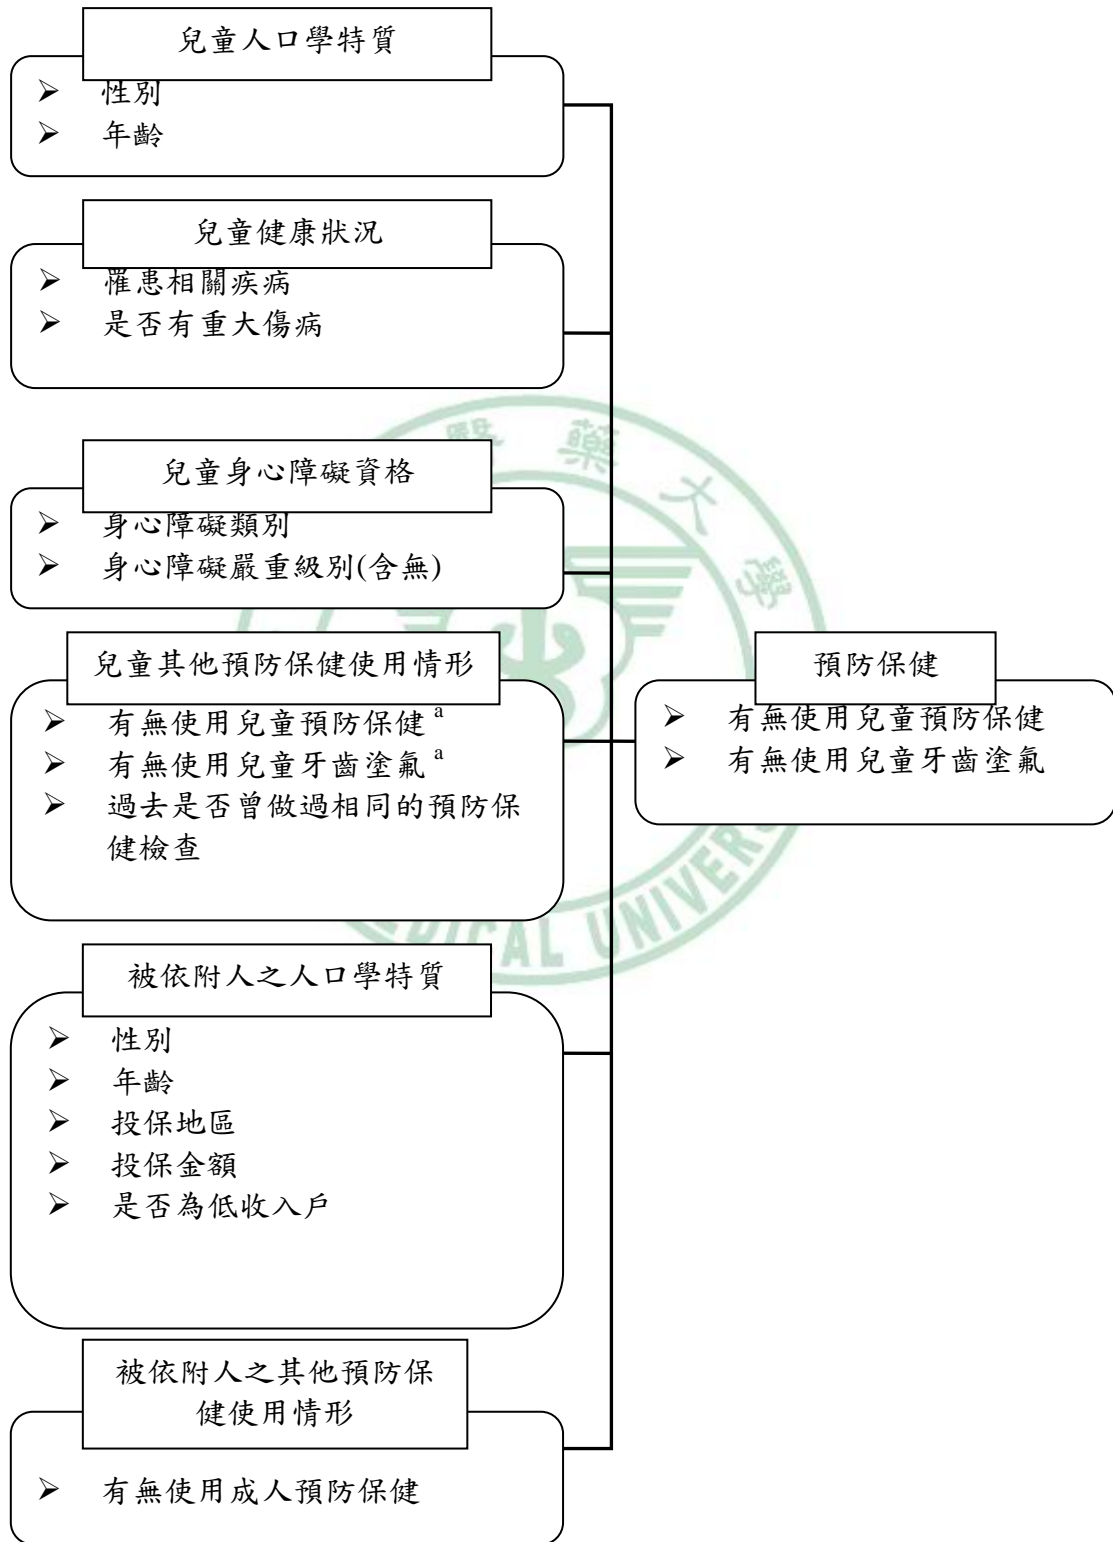 兒童人口學特質
➢ 性別
➢ 年齡
兒童健康狀況
➢ 罹患相關疾病
➢ 是否有重大傷病
兒童身心障礙資格
➢ 身心障礙類別
➢ 身心障礙嚴重級別(含無)
兒童其他預防保健使用情形
➢ 有無使用兒童預防保健 a
➢ 有無使用兒童牙齒塗氟 a
➢ 過去是否曾做過相同的預防保
健檢查
預防保健
➢ 有無使用兒童預防保健
➢ 有無使用兒童牙齒塗氟
被依附人之人口學特質
➢ 性別
➢ 年齡
➢ 投保地區
➢ 投保金額
➢ 是否為低收入戶
被依附人之其他預防保
健使用情形
➢ 有無使用成人預防保健
醫藥大學
DICAL UNIVER